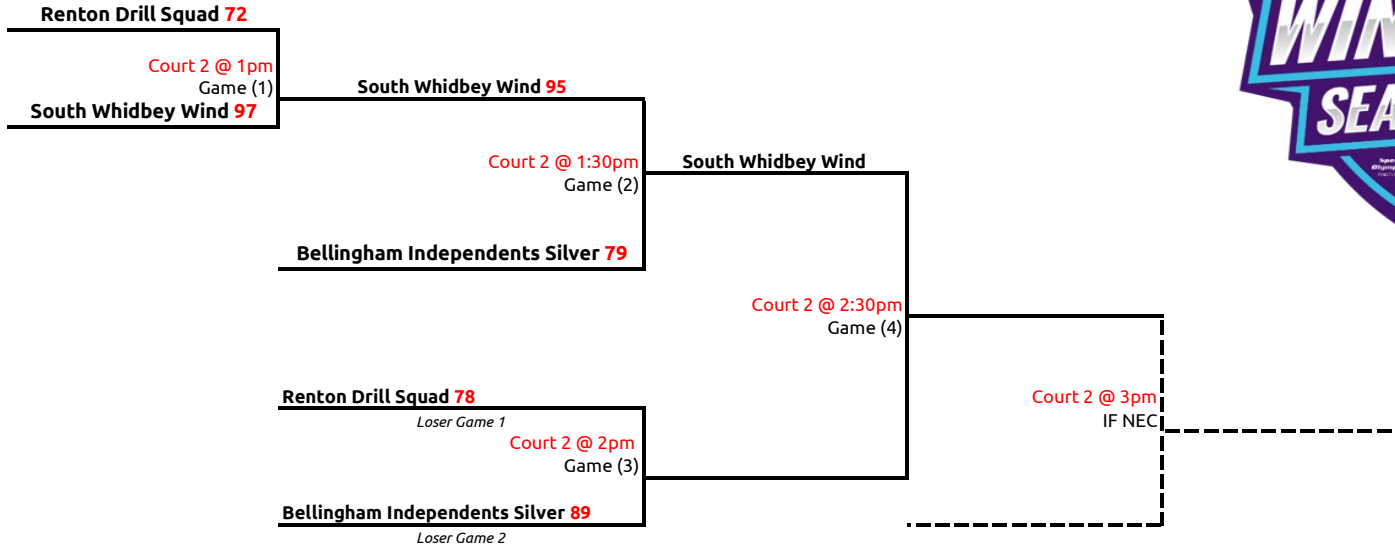 Renton Drill Squad 72
Court 2 @ 1pm
Game (1)
South Whidbey Wind 97
South Whidbey Wind 95
Court 2 @ 1:30pm
Game (2)
Bellingham Independents Silver 79
South Whidbey Wind
Court 2 @ 2:30pm
Game (4)
Renton Drill Squad 78
Loser Game 1
Court 2 @ 2pm
Game (3)
Bellingham Independents Silver 89
Loser Game 2
Court 2 @ 3pm
IF NEC
WIN
SEA